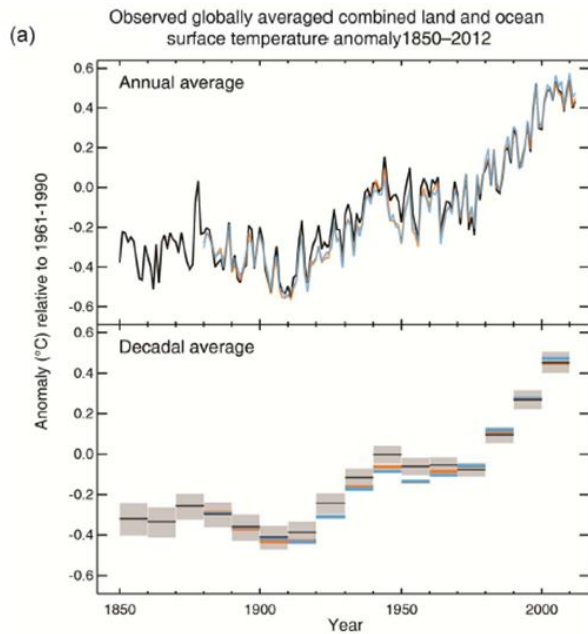 Observed globally averaged combined land and ocean
(a)
surface temperature anomaly1850–2012
Annual average
0.6
0.4
0.2
0.0
-0.2
-0.4
-0.6
Anomaly (°C) relative to 1961-1990
Decadal average
0.6
0.4
0.2
0.0
-0.2
-0.4
-0.6
1850
1900
1950
2000
Year